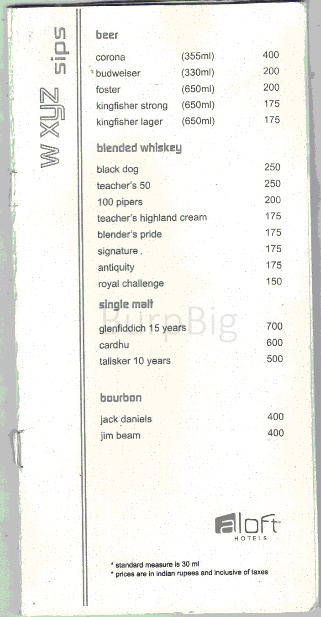 w xyz sips
beer
corona (355ml) 400
budweiser (330ml) 200
foster (650ml) 200
kingfisher strong (650ml) 175
kingfisher lager (650ml) 175
blended whiskey
black dog 250
teacher's 50 250
100 pipers 200
teacher's highland cream 175
blender's pride 175
signature . 175
antiquity 175
royal challenge 150
single malt
BurpBig
glenfiddich 15 years 700
cardhu 600
talisker 10 years 500
bourbon
jack daniels 400
jim beam 400
aloft
HOTELS
* standard measure is 30 ml
* prices are in indian rupess and inclusive of taxes